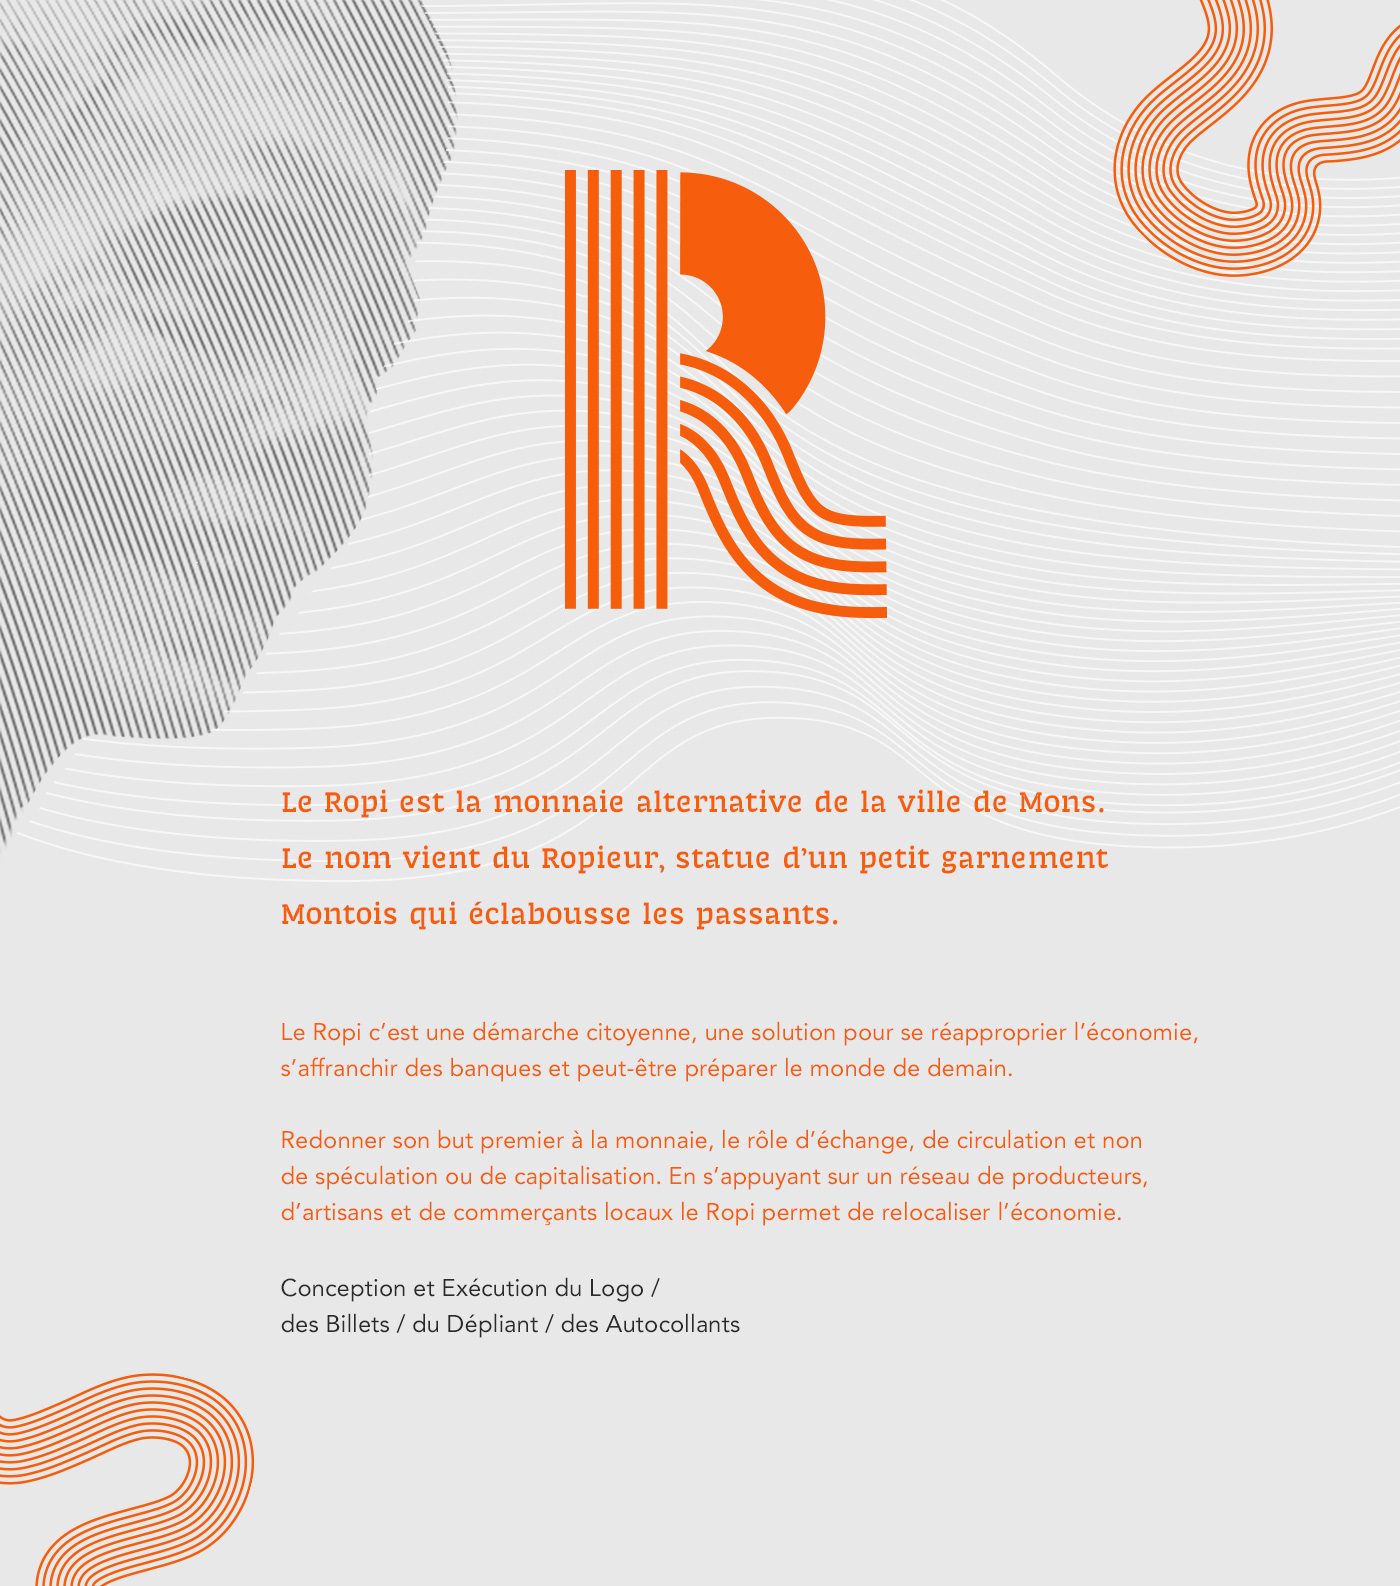 R
Le Ropi est la monnaie alternative de la ville de Mons.
Le nom vient du Ropieur, statue d’un petit garnement
Montois qui éclabousse les passants.
Le Ropi c’est une démarche citoyenne, une solution pour se réapproprier l’économie,
s’affranchir des banques et peut-être préparer le monde de demain.
Redonner son but premier à la monnaie, le rôle d’échange, de circulation et non
de spéculation ou de capitalisation. En s’appuyant sur un réseau de producteurs,
d’artisans et de commerçants locaux le Ropi permet de relocaliser l’économie.
Conception et Exécution du Logo /
des Billets / du Dépliant / des Autocollants